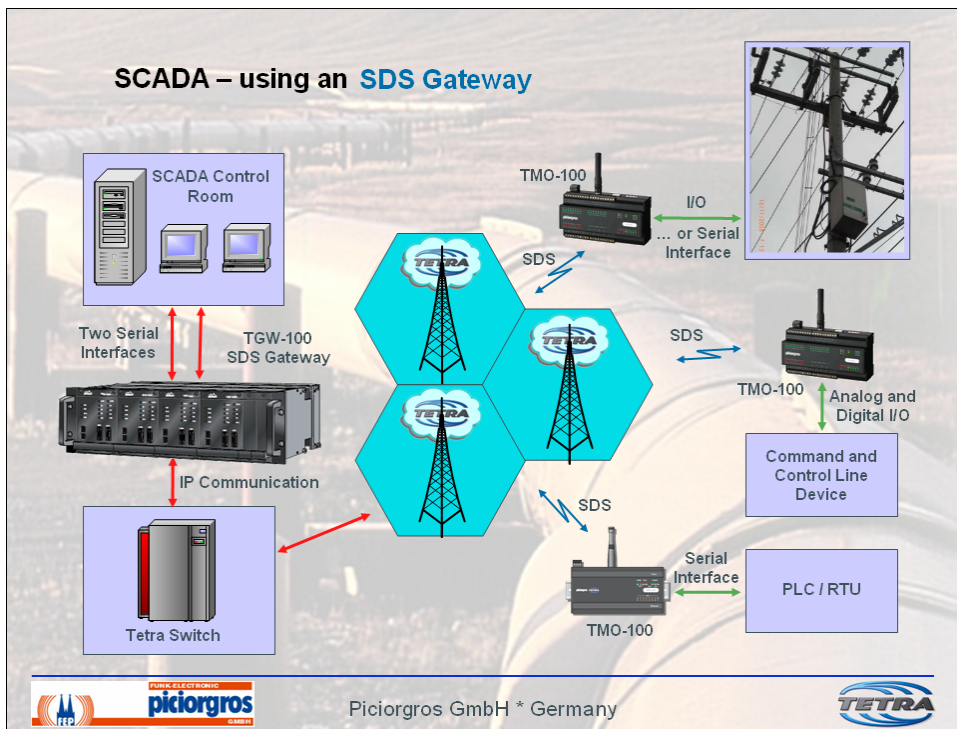 SCADA – using an SDS Gateway
SCADA Control
Room
Two Serial
Interfaces
TGW-100
SDS Gateway
IP Communication
Tetra Switch
TETRA
TETRA
TETRA
TMO-100
SDS
I/O
... or Serial
Interface
SDS
TMO-100
Analog and
Digital I/O
Command and
Control Line
Device
SDS
TMO-100
Serial
Interface
PLC / RTU
FEP
FUNK-ELECTRONIC
piciorgros
GMBH
Piciorgros GmbH * Germany
TETRA